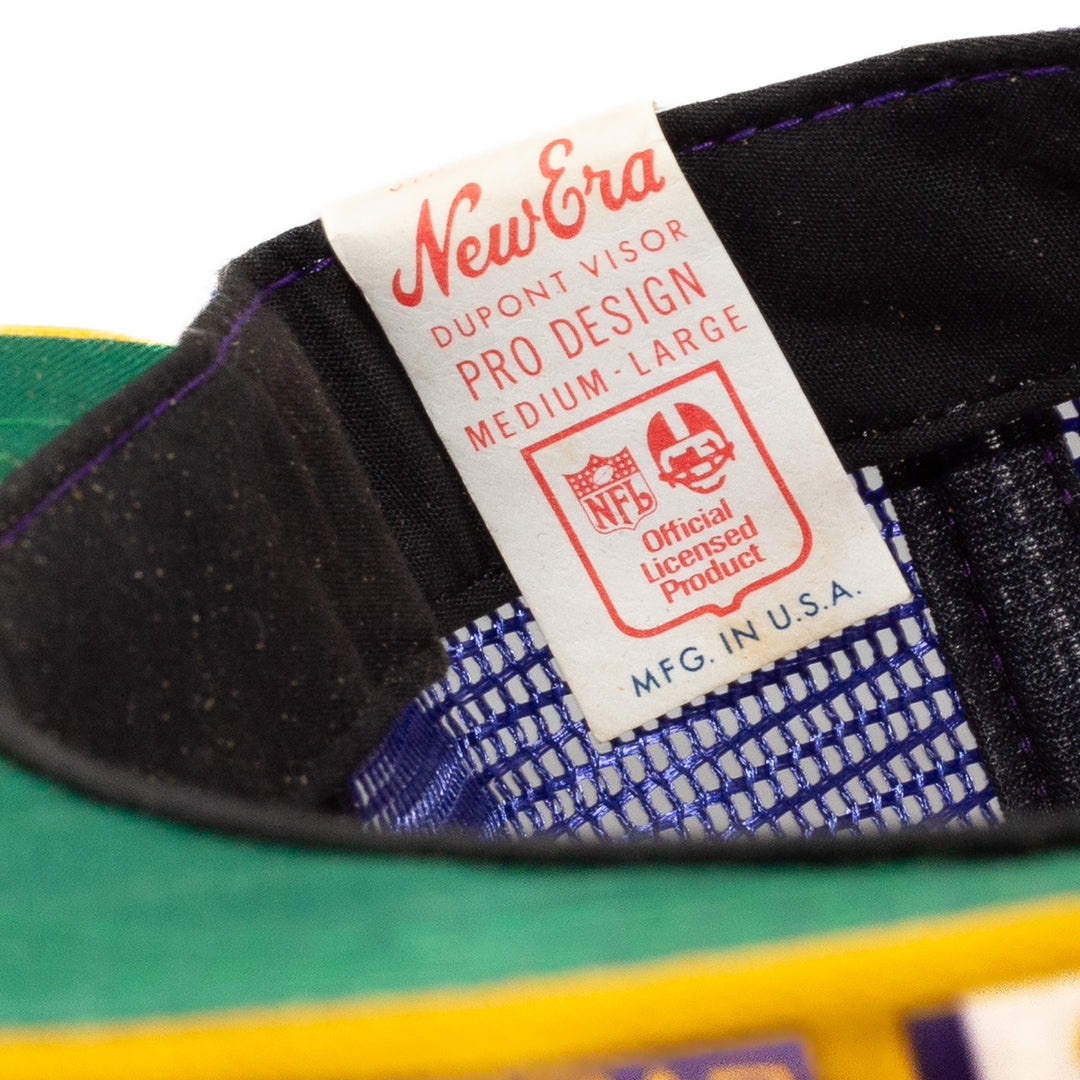 New Era
DUPONT VISOR
PRO DESIGN
MEDIUM-LARGE
NFL
Official
Licensed
Product
MFG. IN U.S.A.